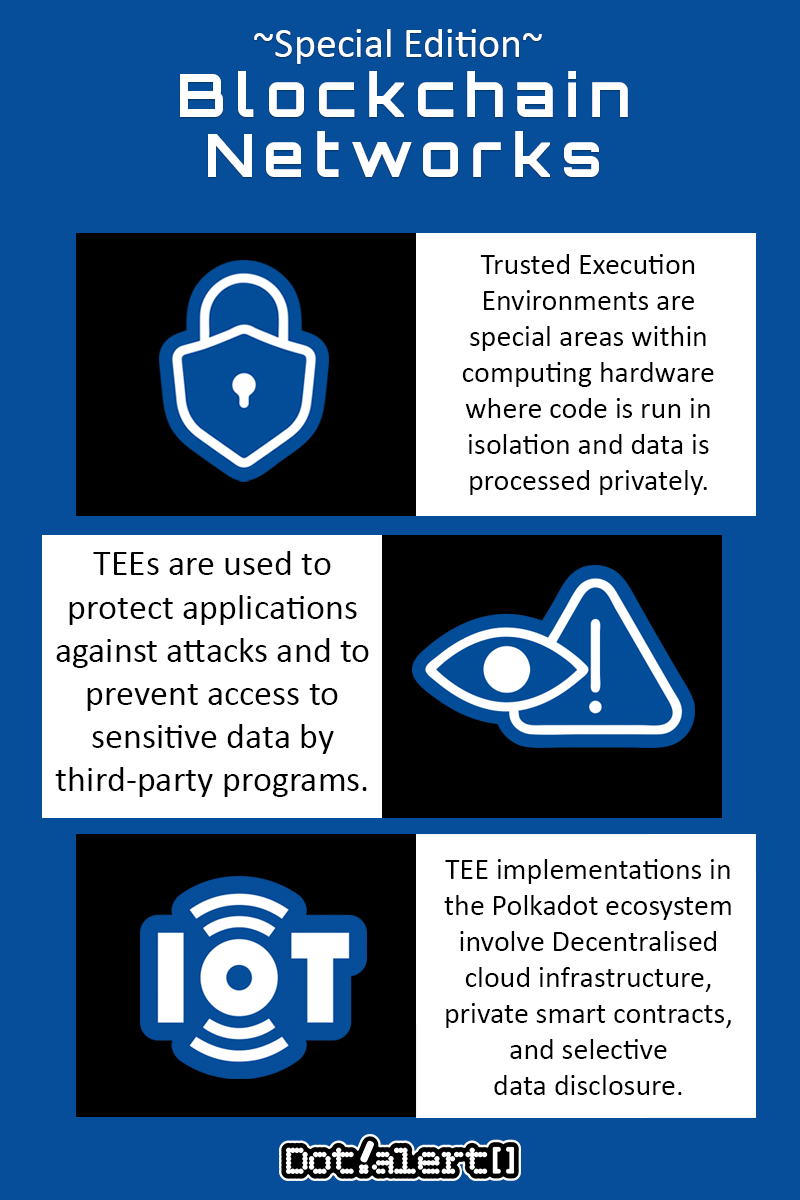 ~Special Edition~
Blockchain
Networks
Trusted Execution
Environments are
special areas within
computing hardware
where code is run in
isolation and data is
processed privately.
TEEs are used to
protect applications
against attacks and to
prevent access to
sensitive data by
third-party programs.
IOT
TEE implementations in
the Polkadot ecosystem
involve Decentralised
cloud infrastructure,
private smart contracts,
and selective
data disclosure.
Dot!alert[]